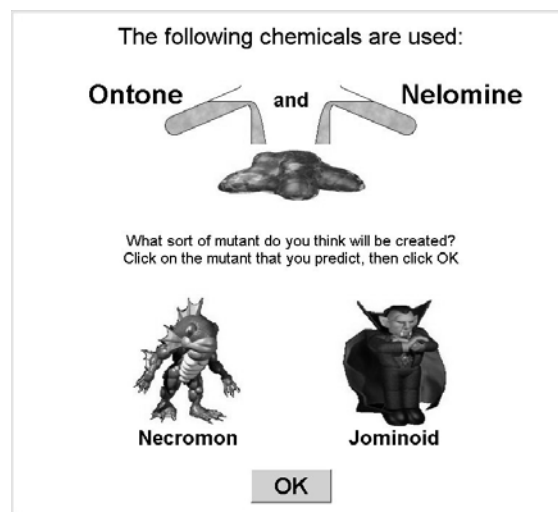 The following chemicals are used:
Ontone and Nelomine
What sort of mutant do you think will be created?
Click on the mutant that you predict, then click OK
Necromon Jominoid
OK